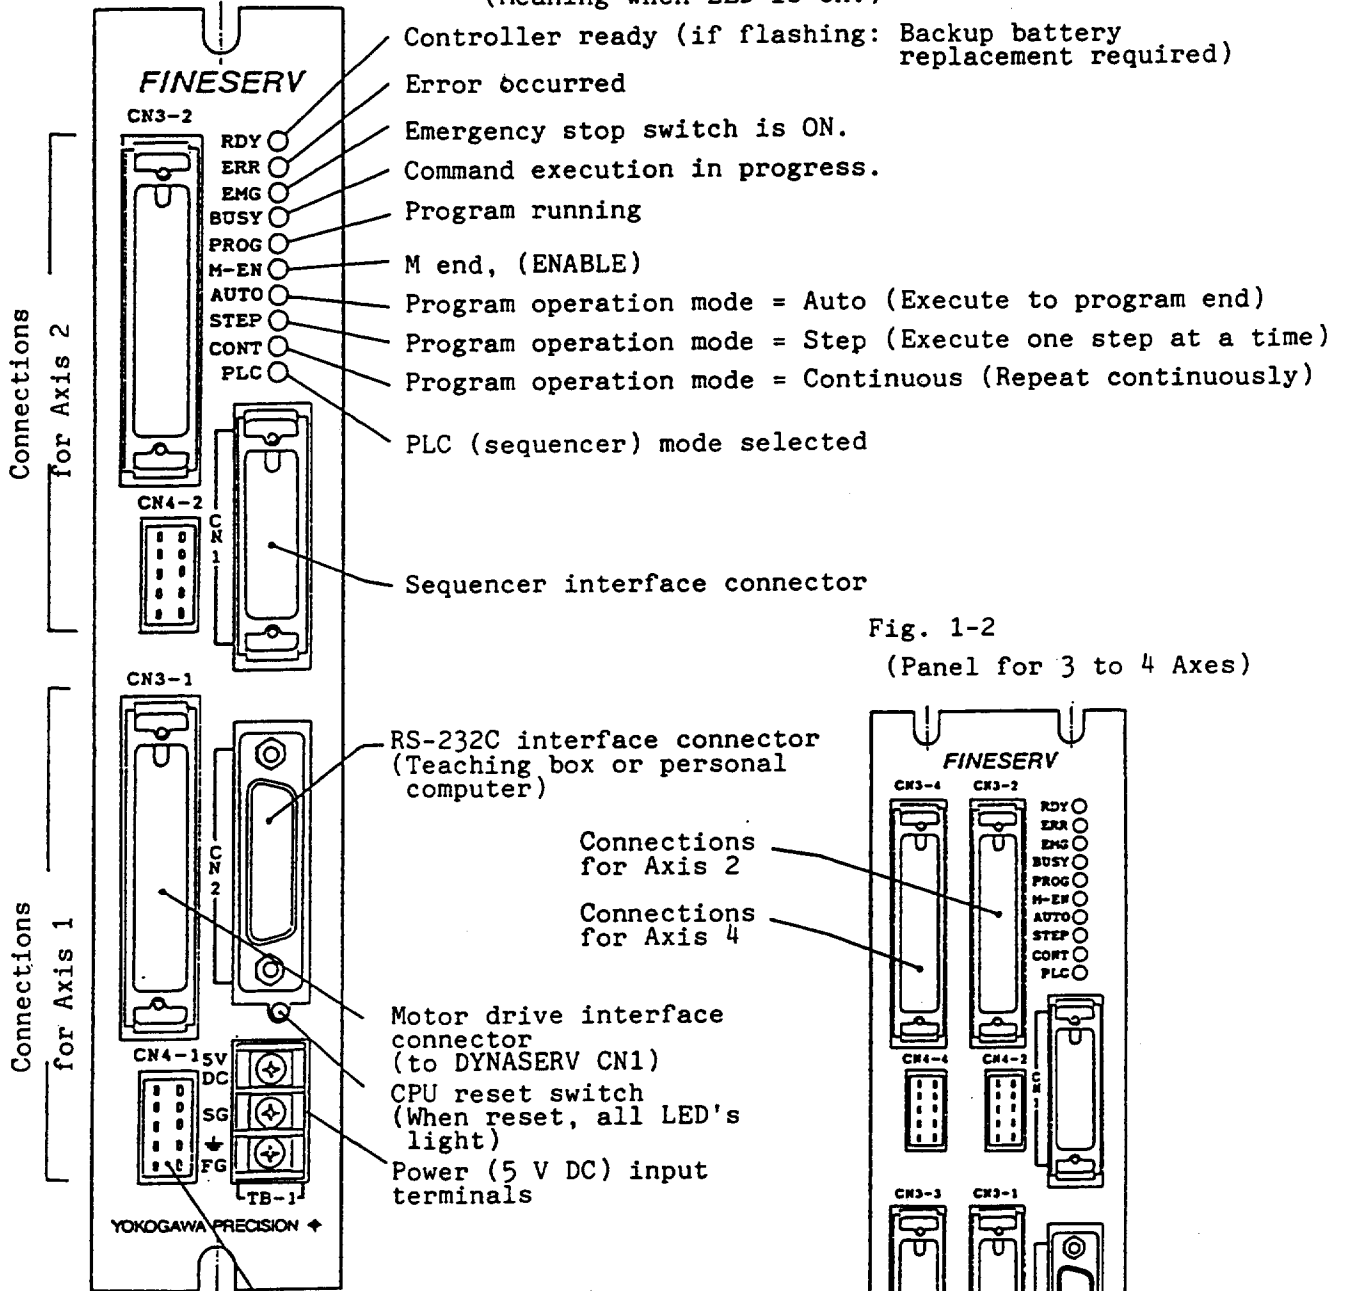 (Meaning when LED is ON.)
Controller ready (if flashing: Backup battery
replacement required)
Error occurred
Emergency stop switch is ON.
Command execution in progress.
Program running
M end, (ENABLE)
Program operation mode = Auto (Execute to program end)
Program operation mode = Step (Execute one step at a time)
Program operation mode = Continuous (Repeat continuously)
PLC (sequencer) mode selected
Sequencer interface connector
FINESERV
CN3-2
RDY
ERR
EMG
BUSY
PROG
M-EN
AUTO
STEP
CONT
PLC
Connections
for Axis 2
CN4-2
CN1
CN3-1
RS-232C interface connector
(Teaching box or personal
computer)
CN2
Connections
for Axis 1
Motor drive interface
connector
(to DYNASERV CN1)
CPU reset switch
(When reset, all LED's
light)
Power (5 V DC) input
terminals
CN4-1
5V
DC
SG
FG
TB-1
YOKOGAWA PRECISION
Fig. 1-2
(Panel for 3 to 4 Axes)
FINESERV
CN3-4 CN3-2
RDY
ERR
EMG
BUSY
PROG
M-EN
AUTO
STEP
CONT
PLC
Connections
for Axis 2
Connections
for Axis 4
CN4-4 CN4-2
CN1
CN3-3 CN3-1